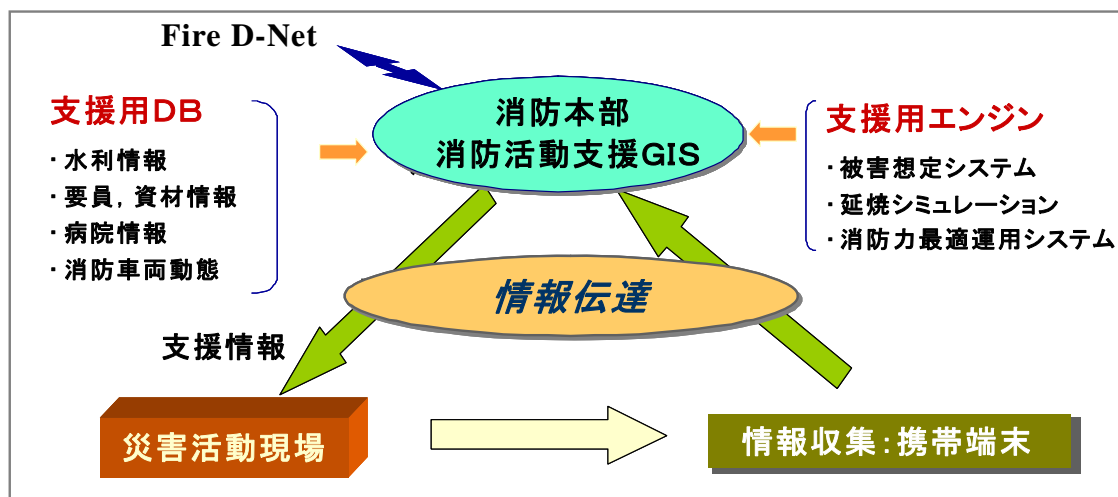 Fire D-Net
消防本部
消防活動支援GIS
支援用DB
・水利情報
・要員，資材情報
・病院情報
・消防車両動態
支援用エンジン
・被害想定システム
・延焼シミュレーション
・消防力最適運用システム
情報伝達
支援情報
災害活動現場
情報収集：携帯端末